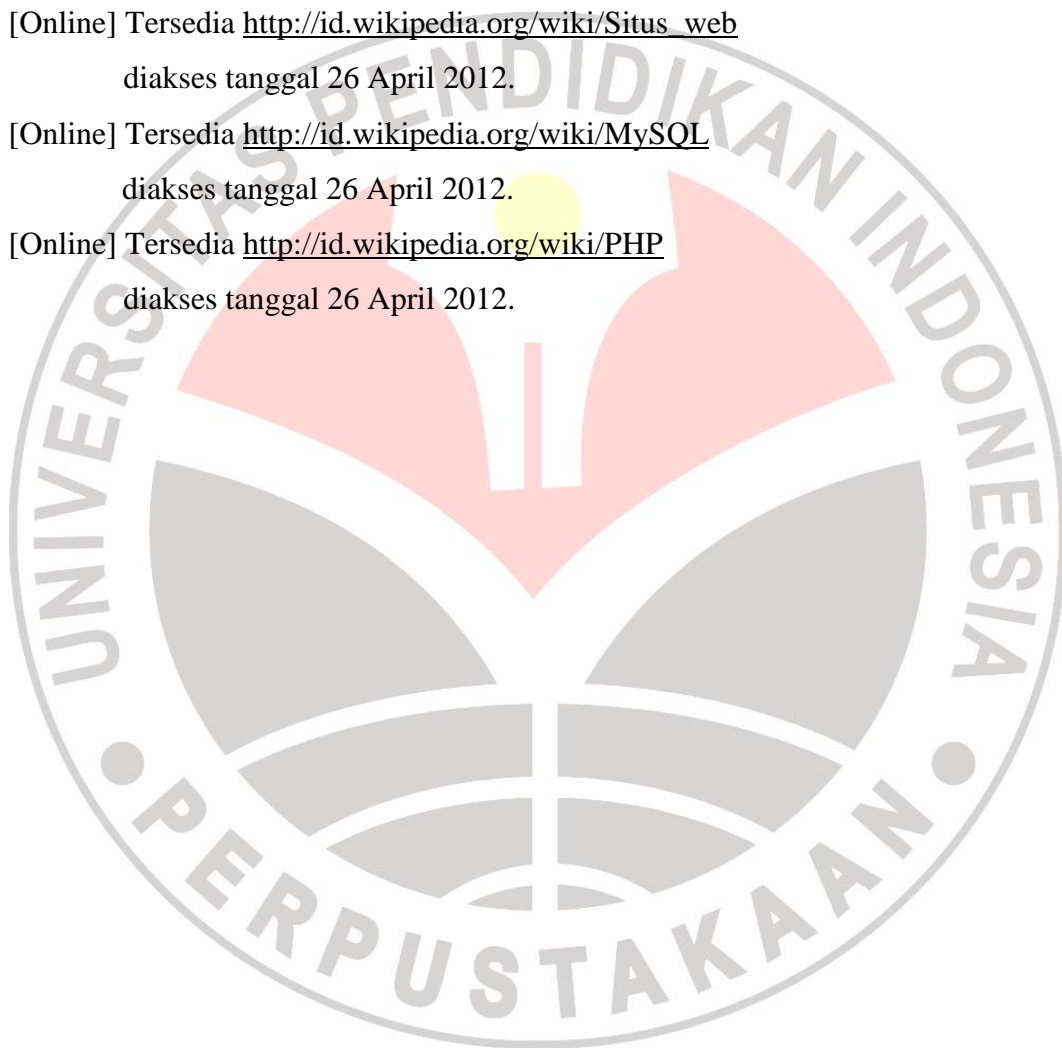 [Online] Tersedia http://id.wikipedia.org/wiki/Situs_web
diakses tanggal 26 April 2012.
[Online] Tersedia http://id.wikipedia.org/wiki/MySQL
diakses tanggal 26 April 2012.
[Online] Tersedia http://id.wikipedia.org/wiki/PHP
diakses tanggal 26 April 2012.
UNIVERSITAS PENDIDIKAN INDONESIA
PERPUSTAKAAN